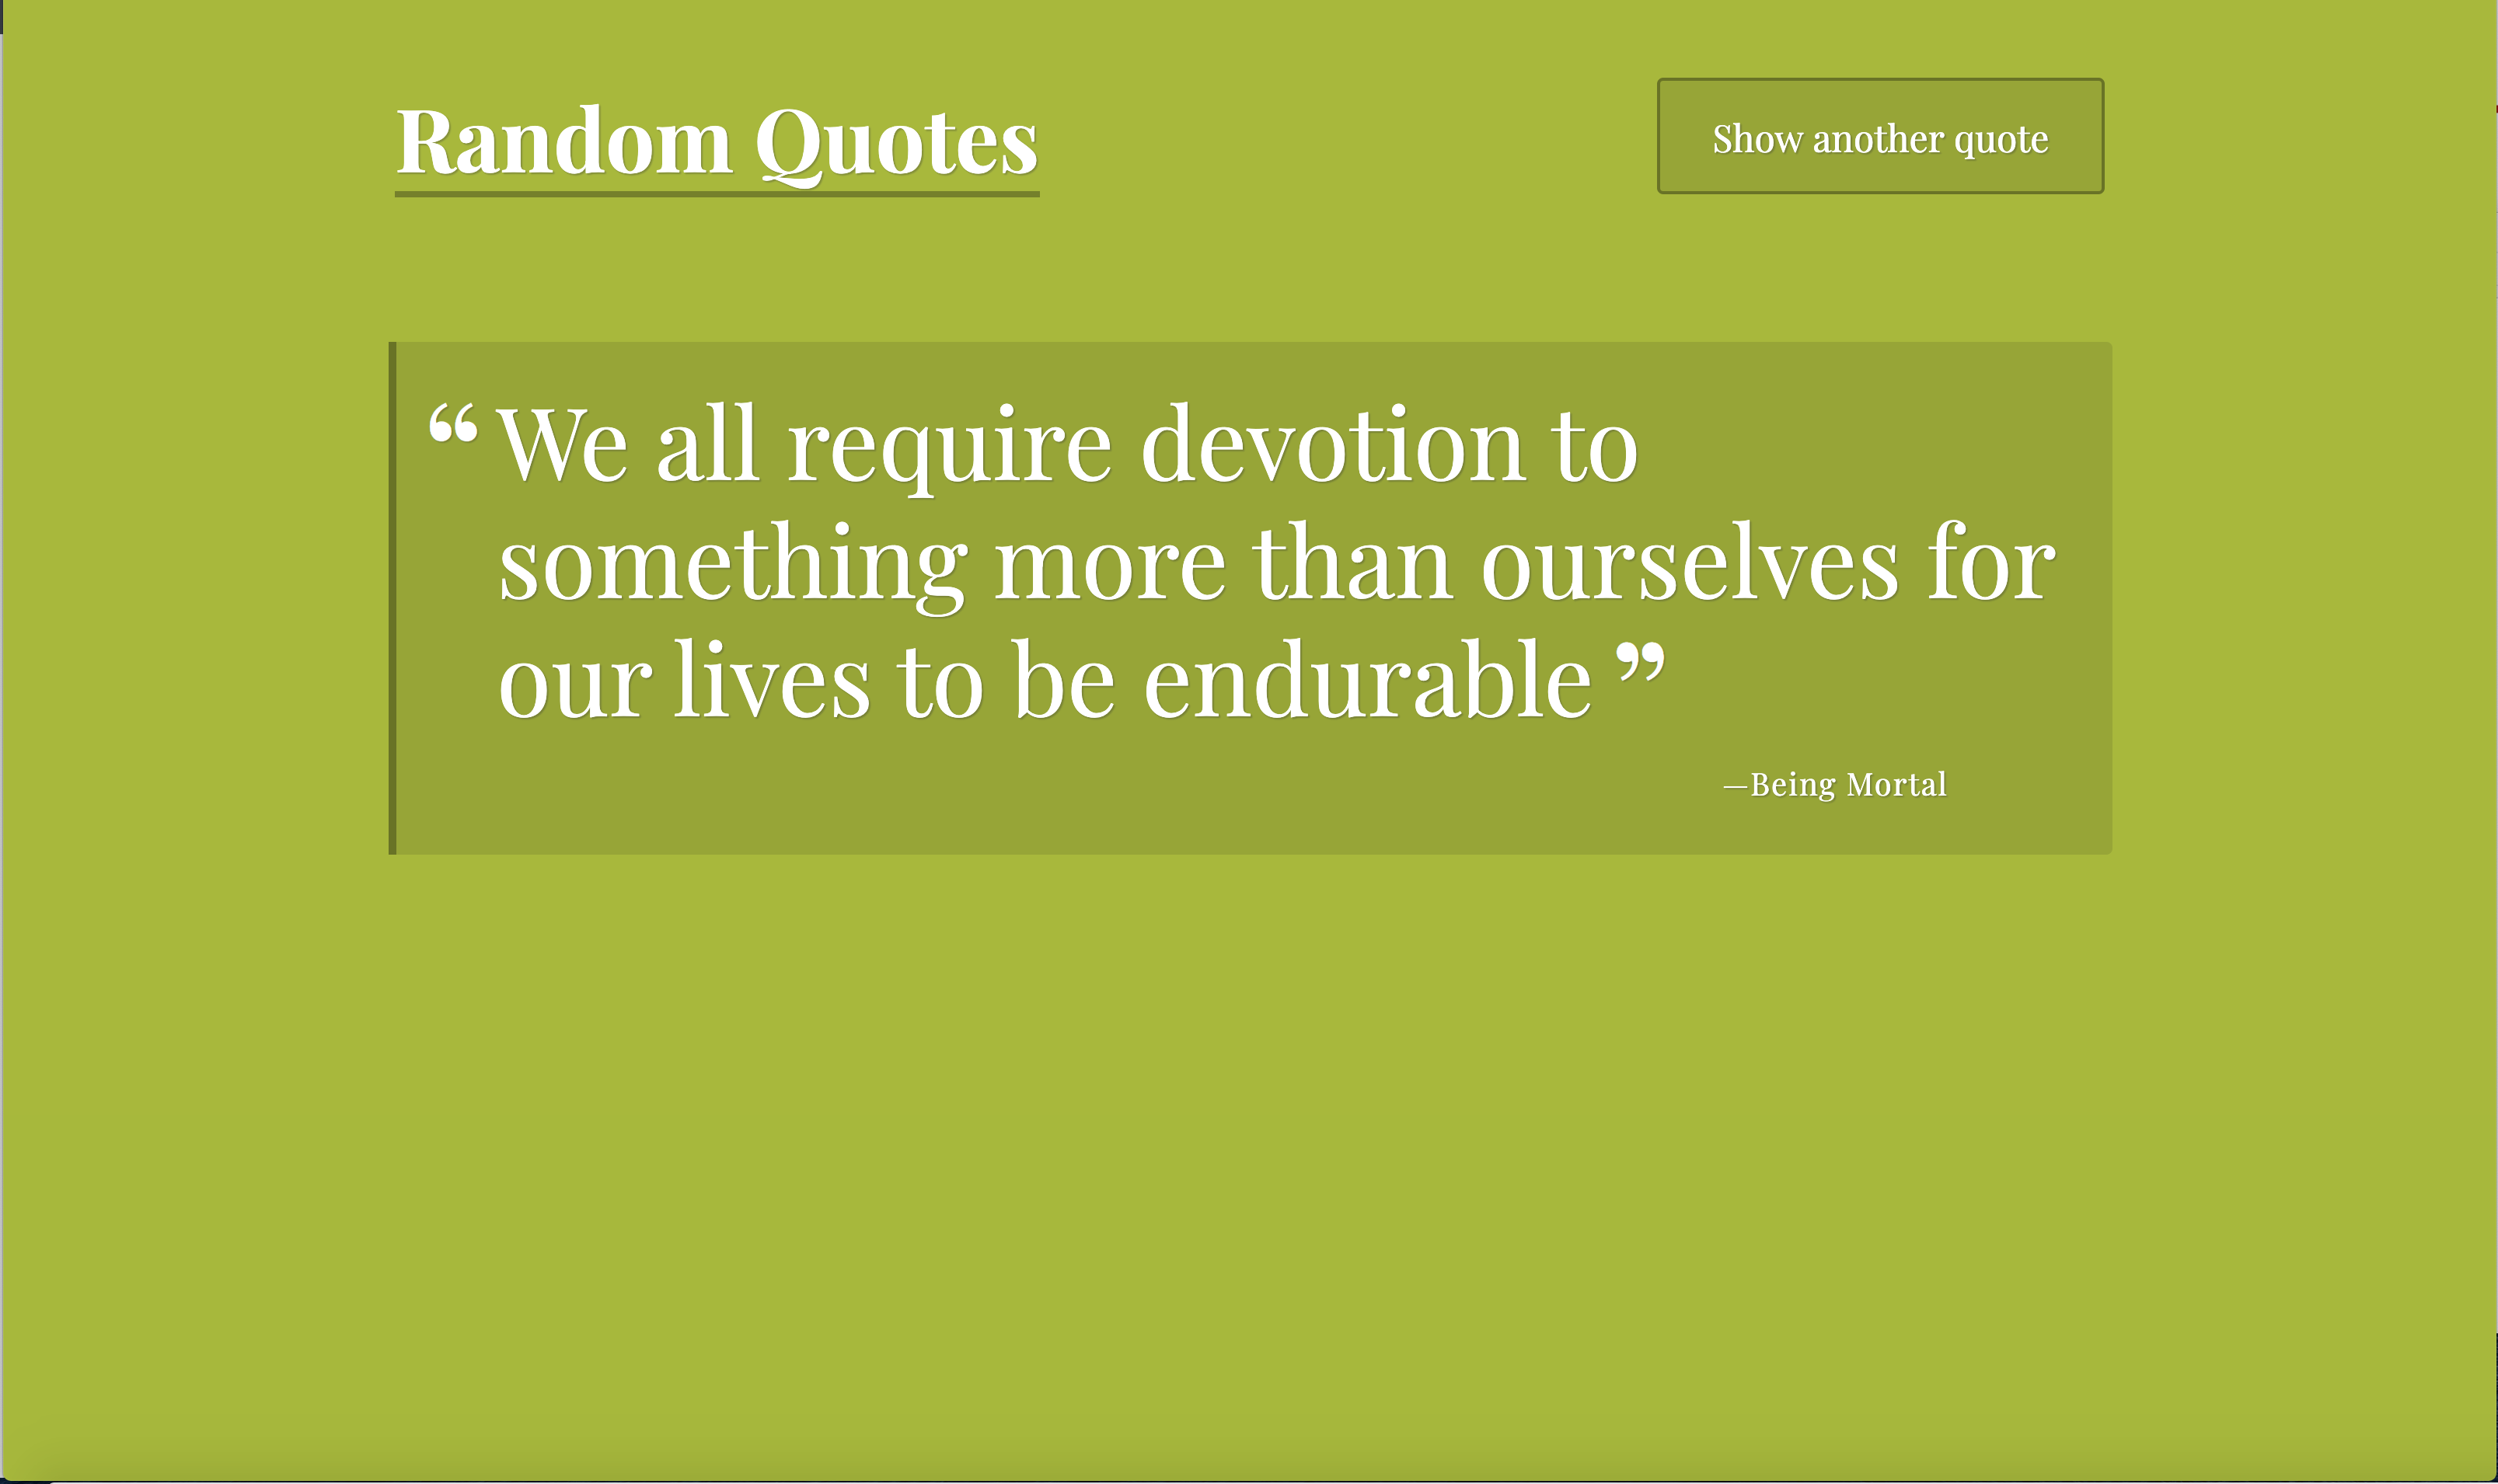 Random Quotes
Show another quote
“We all require devotion to
something more than ourselves for
our lives to be endurable”
—Being Mortal